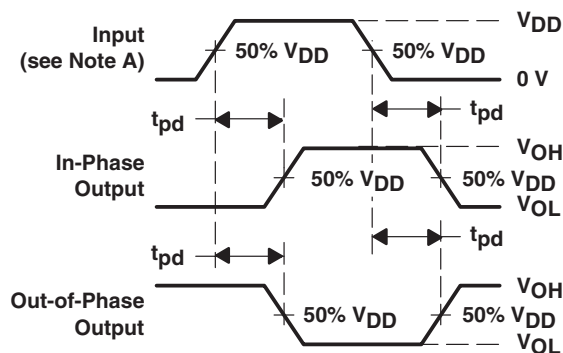 V_DD
Input
(see Note A)
50% V_DD
50% V_DD
0 V
t_pd
t_pd
V_OH
In-Phase
Output
50% V_DD
50% V_DD
V_OL
t_pd
t_pd
V_OH
Out-of-Phase
Output
50% V_DD
50% V_DD
V_OL